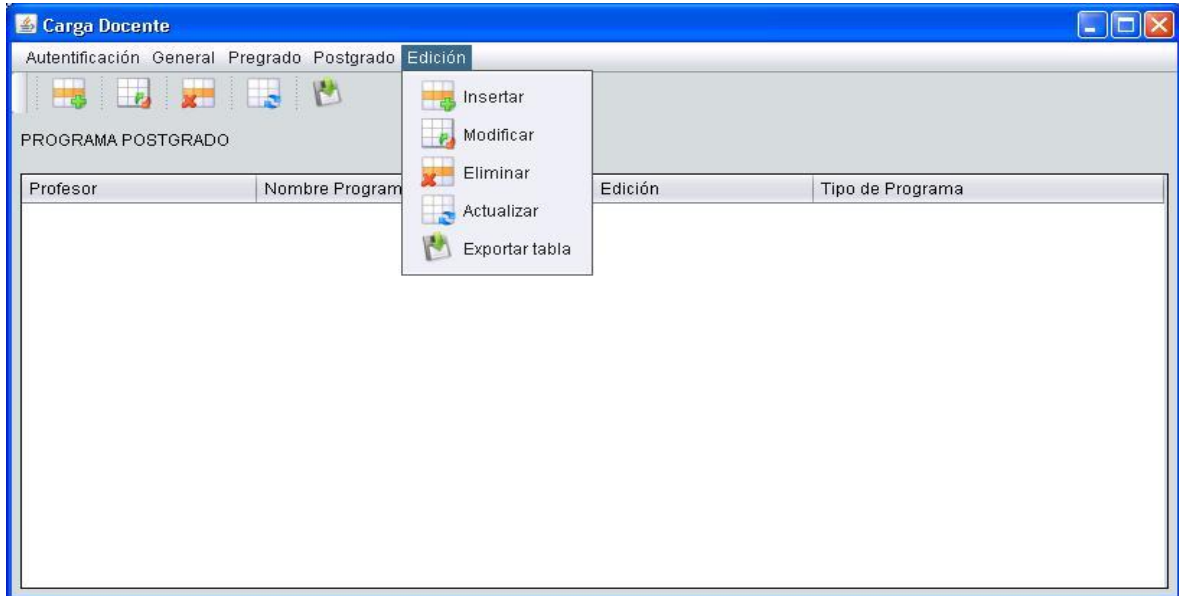 Carga Docente
Autentificación General Pregrado Postgrado Edición
Insertar
Modificar
Eliminar
Actualizar
Exportar tabla
PROGRAMA POSTGRADO
Profesor Nombre Program Edición Tipo de Programa